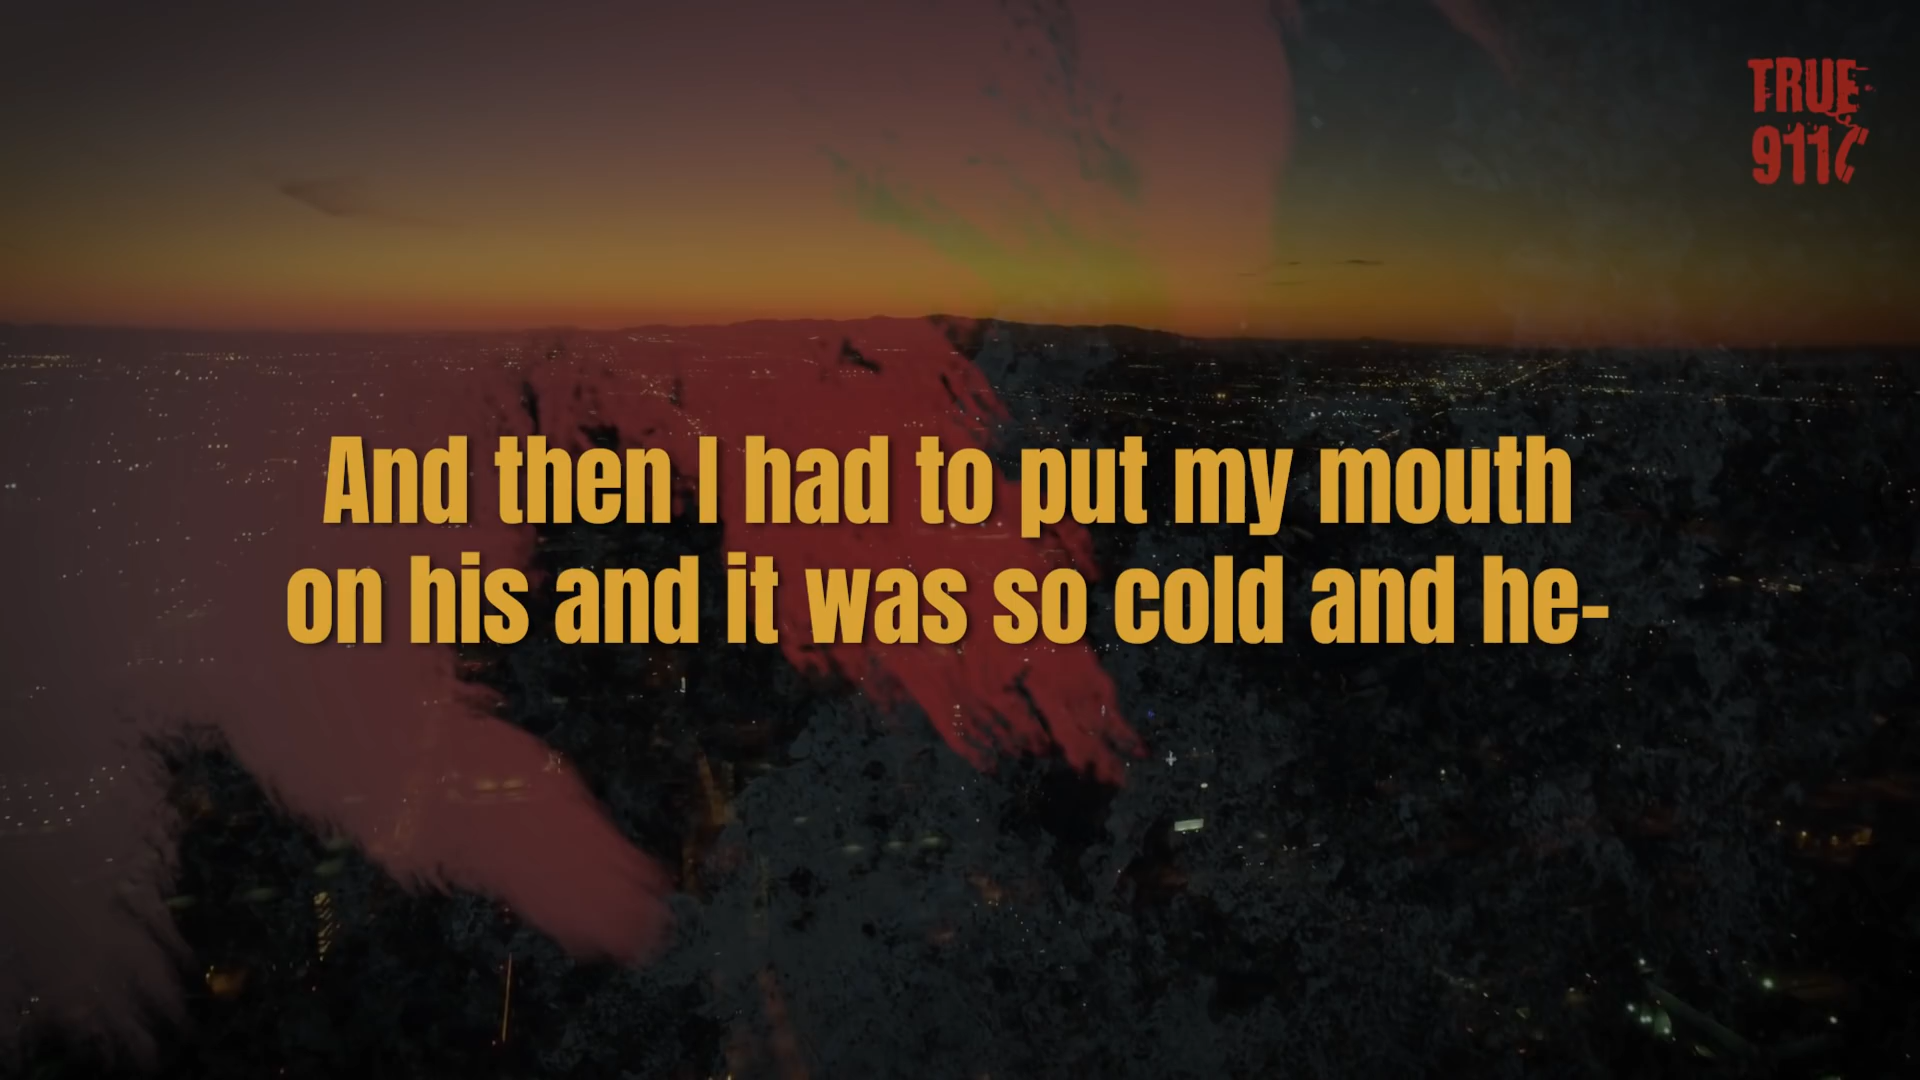 TRUE
911
And then I had to put my mouth
on his and it was so cold and he-